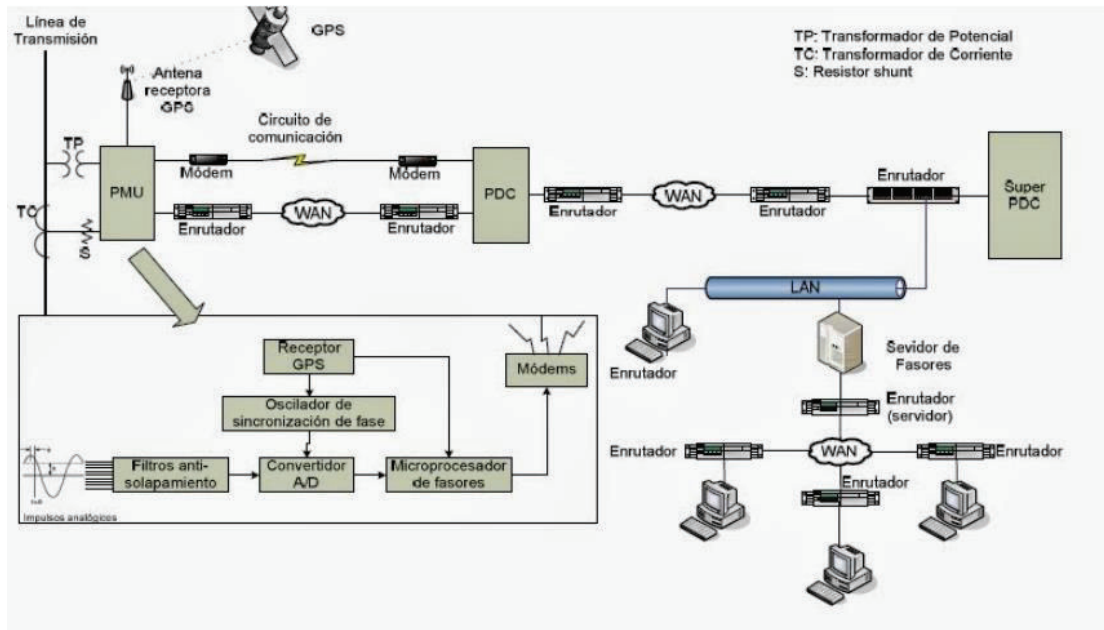 Línea de
Transmisión
GPS
TP: Transformador de Potencial
TC: Transformador de Corriente
S: Resistor shunt
Antena
receptora
GPS
Circuito de
comunicación
TP
PMU
Módem
Módem
PDC
Enrutador
Super
PDC
TC
S
Enrutador
WAN
Enrutador
Enrutador
WAN
Enrutador
LAN
Enrutador
Sevidor de
Fasores
Receptor
GPS
Módems
Oscilador de
sincronización de fase
Filtros anti-
solapamiento
Convertidor
A/D
Microprocesador
de fasores
Impulsos analógicos
Enrutador
(servidor)
Enrutador
WAN
Enrutador
Enrutador